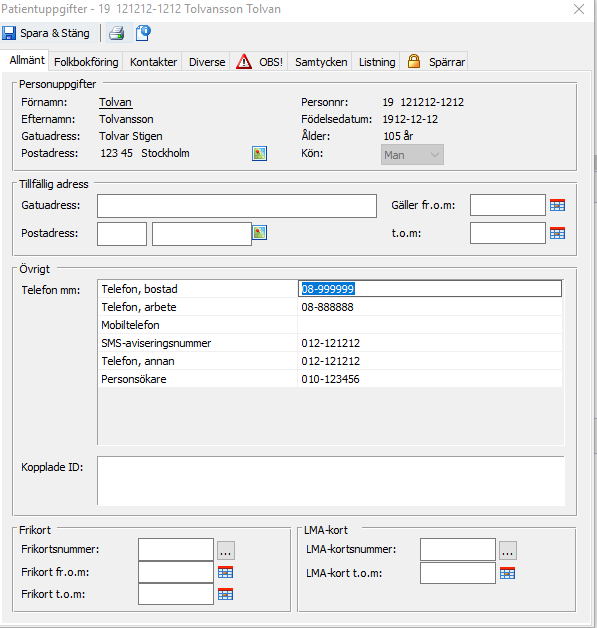 Patientuppgifter - 19 121212-1212 Tolvansson Tolvan
Spara & Stäng
Allmänt Folkbokföring Kontakter Diverse OBS! Samtycken Listning Spärrar
Personuppgifter
Förnamn: Tolvan Personnr: 19 121212-1212
Efternamn: Tolvansson Födelsedatum: 1912-12-12
Gatuadress: Tolvar Stigen Ålder: 105 år
Postadress: 123 45 Stockholm Kön: Man
Tillfällig adress
Gatuadress: Gäller fr.o.m:
Postadress: t.o.m:
Övrigt
Telefon mm: Telefon, bostad 08-999999
Telefon, arbete 08-888888
Mobiltelefon
SMS-aviseringsnummer 012-121212
Telefon, annan 012-121212
Personsökare 010-123456
Kopplade ID:
Frikort LMA-kort
Frikortsnummer: ... LMA-kortsnummer: ...
Frikort fr.o.m: LMA-kort t.o.m:
Frikort t.o.m: